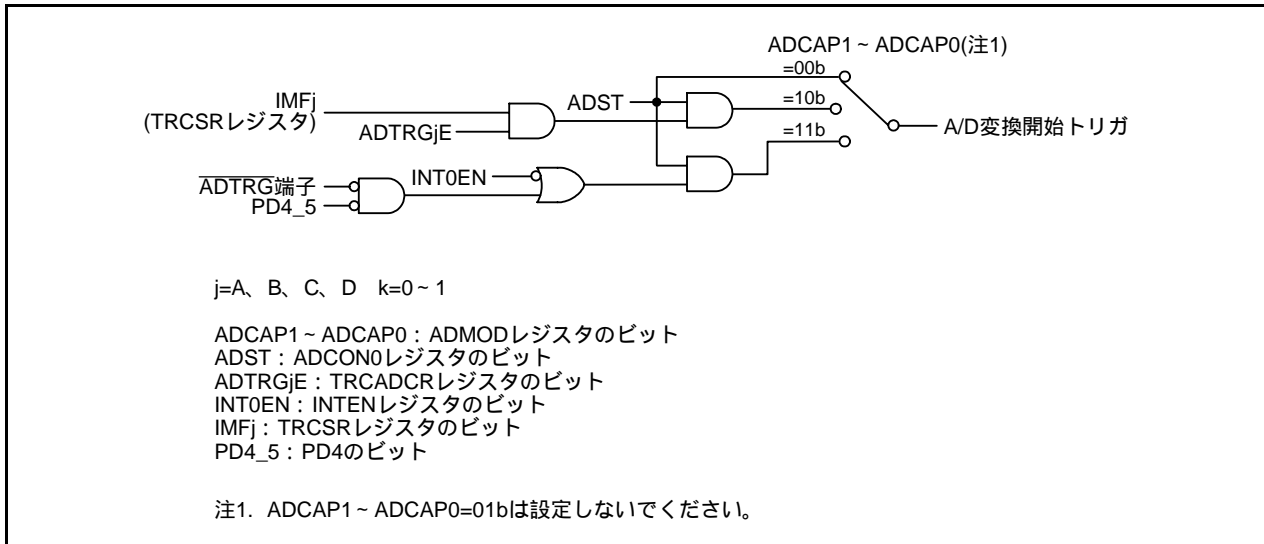 ADCAP1 ~ ADCAP0(注1)
=00b
IMFj
(TRCSRレジスタ)
ADTRGjE
ADST
=10b
=11b
A/D変換開始トリガ
ADTRG端子
PD4_5
INT0EN
j=A、B、C、D k=0 ~ 1
ADCAP1 ~ ADCAP0:ADMODレジスタのビット
ADST:ADCON0レジスタのビット
ADTRGjE:TRCADCRレジスタのビット
INT0EN:INTENレジスタのビット
IMFj:TRCSRレジスタのビット
PD4_5:PD4のビット
注1. ADCAP1 ~ ADCAP0=01bは設定しないでください。